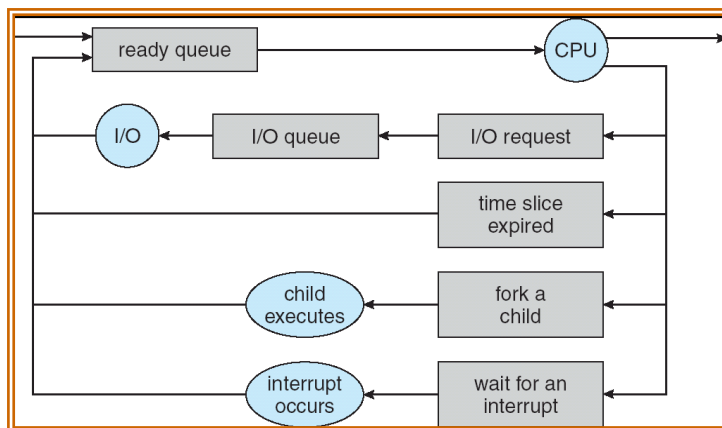 ready queue
CPU
I/O
I/O queue
I/O request
time slice
expired
child
executes
fork a
child
interrupt
occurs
wait for an
interrupt